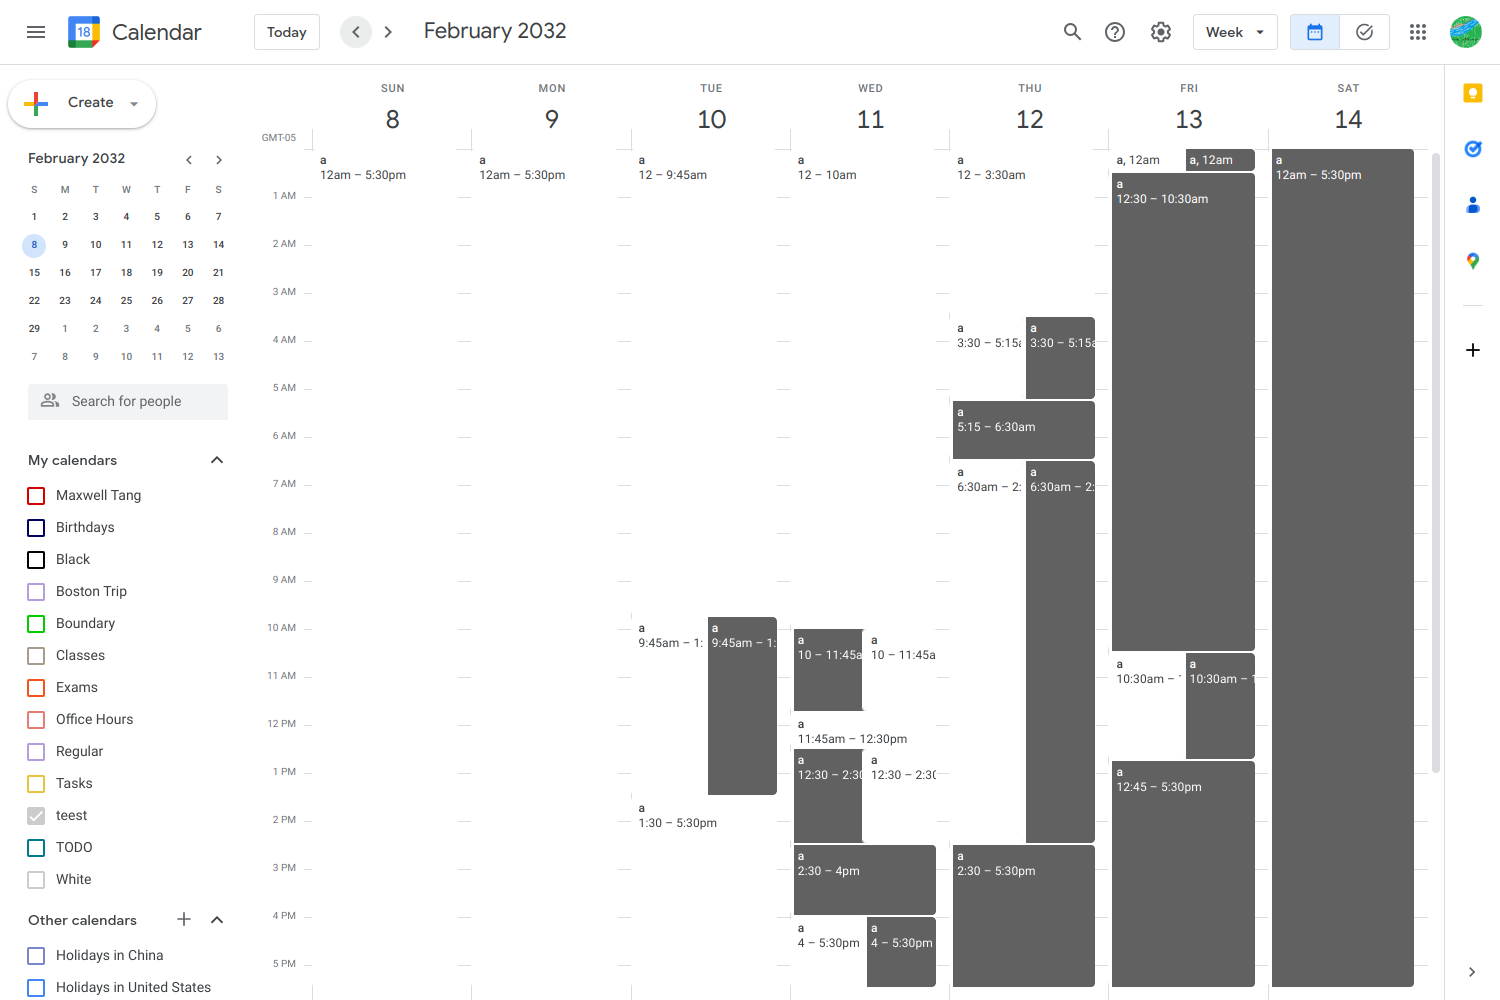 18
Calendar
Today
February 2032
Week
Create
February 2032
S M T W T F S
1 2 3 4 5 6 7
8 9 10 11 12 13 14
15 16 17 18 19 20 21
22 23 24 25 26 27 28
29 1 2 3 4 5 6
7 8 9 10 11 12 13
Search for people
My calendars
Maxwell Tang
Birthdays
Black
Boston Trip
Boundary
Classes
Exams
Office Hours
Regular
Tasks
teest
TODO
White
Other calendars
Holidays in China
Holidays in United States
GMT-05
SUN MON TUE WED THU FRI SAT
8 9 10 11 12 13 14
1 AM
2 AM
3 AM
4 AM
5 AM
6 AM
7 AM
8 AM
9 AM
10 AM
11 AM
12 PM
1 PM
2 PM
3 PM
4 PM
5 PM
a
12am – 5:30pm
a
12am – 5:30pm
a
12 – 9:45am
a
9:45am – 1:
a
9:45am – 1:
a
1:30 – 5:30pm
a
12 – 10am
a
10 – 11:45a
a
10 – 11:45a
a
11:45am – 12:30pm
a
12:30 – 2:30
a
12:30 – 2:30
a
2:30 – 4pm
a
4 – 5:30pm
a
4 – 5:30pm
a
12 – 3:30am
a
3:30 – 5:15a
a
3:30 – 5:15a
a
5:15 – 6:30am
a
6:30am – 2:
a
6:30am – 2:
a
2:30 – 5:30pm
a, 12am
a, 12am
a
12:30 – 10:30am
a
10:30am –
a
10:30am – 1
a
12:45 – 5:30pm
a
12am – 5:30pm